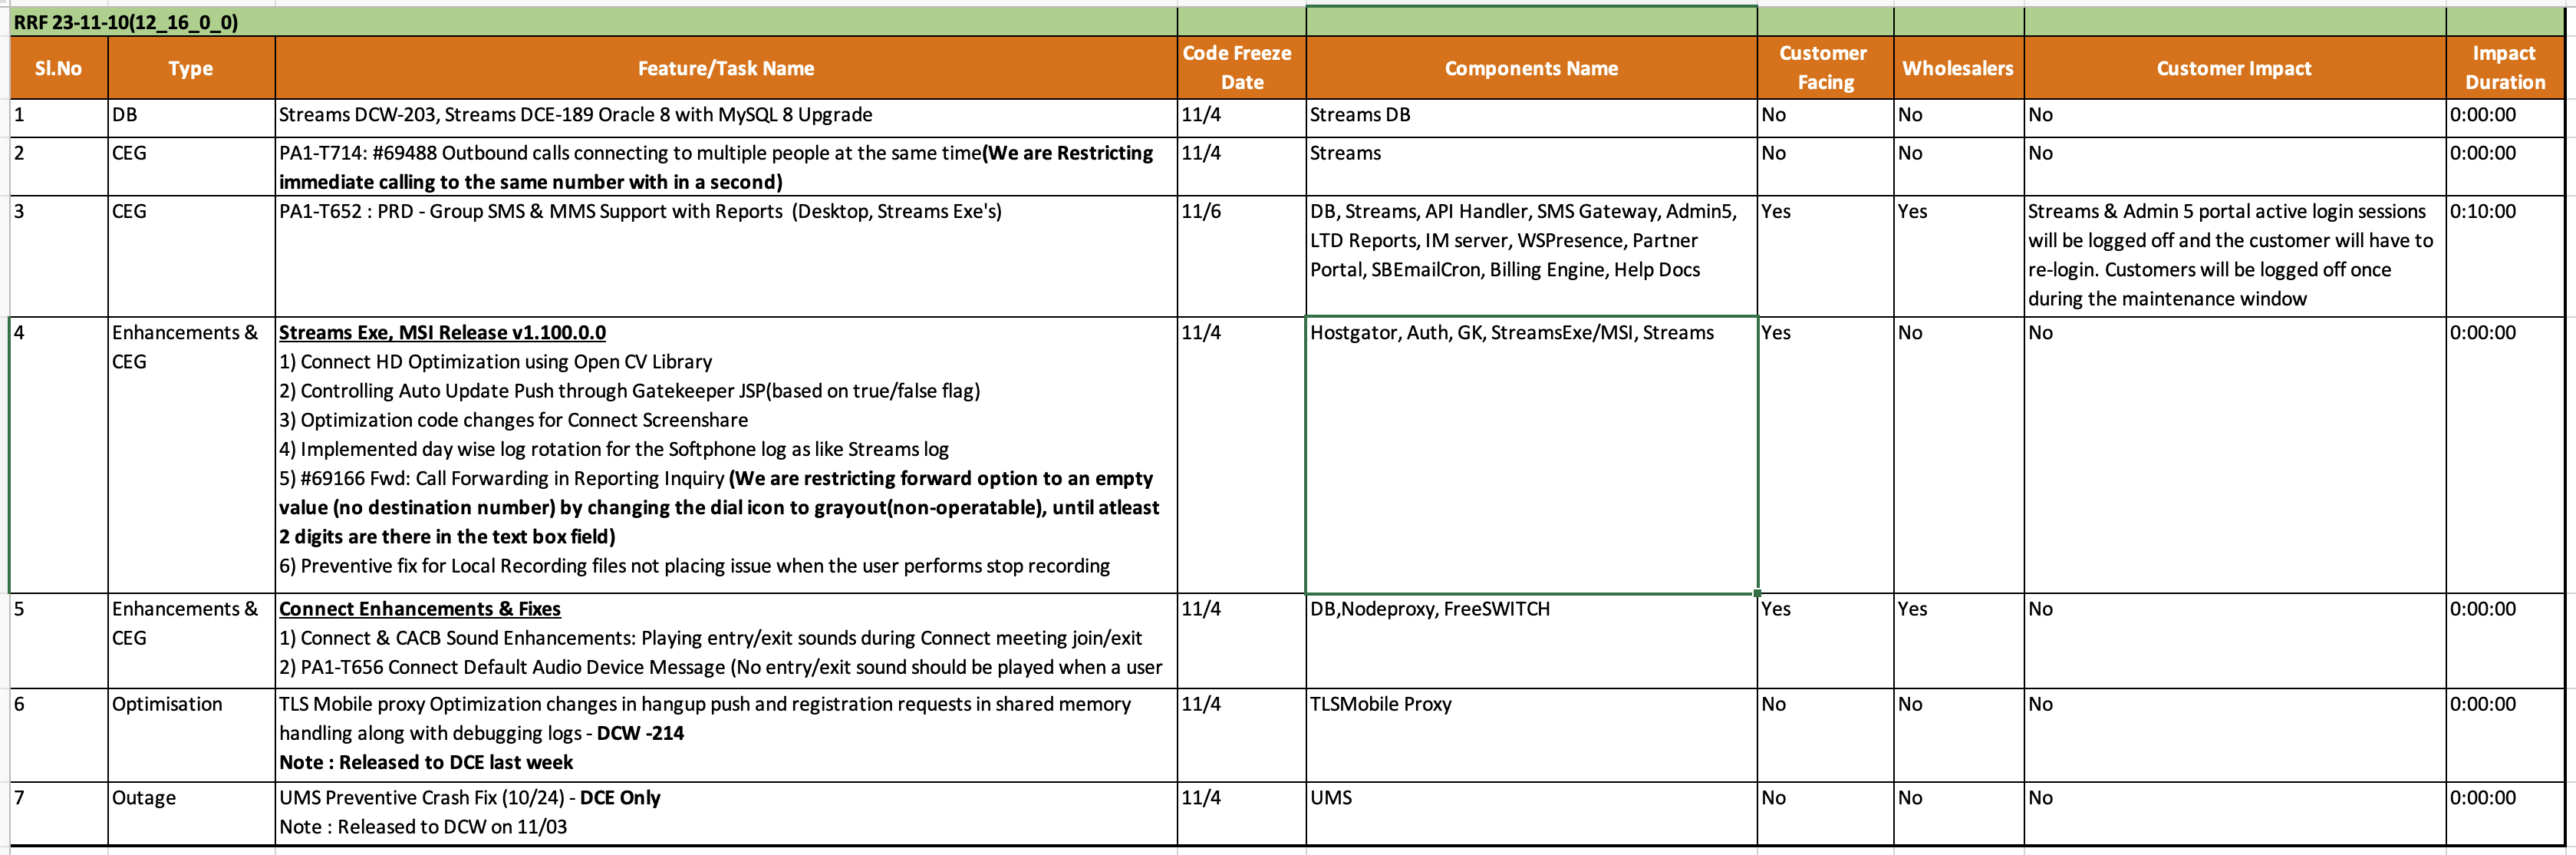 RRF 23-11-10(12_16_0_0)
Sl.No Type Feature/Task Name Code Freeze Date Components Name Customer Facing Wholesalers Customer Impact Impact Duration
1 DB Streams DCW-203, Streams DCE-189 Oracle 8 with MySQL 8 Upgrade 11/4 Streams DB No No No 0:00:00
2 CEG PA1-T714: #69488 Outbound calls connecting to multiple people at the same time(We are Restricting 11/4 Streams No No No 0:00:00
immediate calling to the same number with in a second)
3 CEG PA1-T652 : PRD - Group SMS & MMS Support with Reports (Desktop, Streams Exe's) 11/6 DB, Streams, API Handler, SMS Gateway, Admin5, Yes Yes Streams & Admin 5 portal active login sessions 0:10:00
LTD Reports, IM server, WSPresence, Partner will be logged off and the customer will have to
Portal, SBEmailCron, Billing Engine, Help Docs re-login. Customers will be logged off once
during the maintenance window
4 Enhancements & Streams Exe, MSI Release v1.100.0.0 11/4 Hostgator, Auth, GK, StreamsExe/MSI, Streams Yes No No 0:00:00
CEG 1) Connect HD Optimization using Open CV Library
2) Controlling Auto Update Push through Gatekeeper JSP(based on true/false flag)
3) Optimization code changes for Connect Screenshare
4) Implemented day wise log rotation for the Softphone log as like Streams log
5) #69166 Fwd: Call Forwarding in Reporting Inquiry (We are restricting forward option to an empty
value (no destination number) by changing the dial icon to grayout(non-operatable), until atleast
2 digits are there in the text box field)
6) Preventive fix for Local Recording files not placing issue when the user performs stop recording
5 Enhancements & Connect Enhancements & Fixes 11/4 DB,Nodeproxy, FreeSWITCH Yes Yes No 0:00:00
CEG 1) Connect & CACB Sound Enhancements: Playing entry/exit sounds during Connect meeting join/exit
2) PA1-T656 Connect Default Audio Device Message (No entry/exit sound should be played when a user
6 Optimisation TLS Mobile proxy Optimization changes in hangup push and registration requests in shared memory 11/4 TLSMobile Proxy No No No 0:00:00
handling along with debugging logs - DCW -214
Note : Released to DCE last week
7 Outage UMS Preventive Crash Fix (10/24) - DCE Only 11/4 UMS No No No 0:00:00
Note : Released to DCW on 11/03